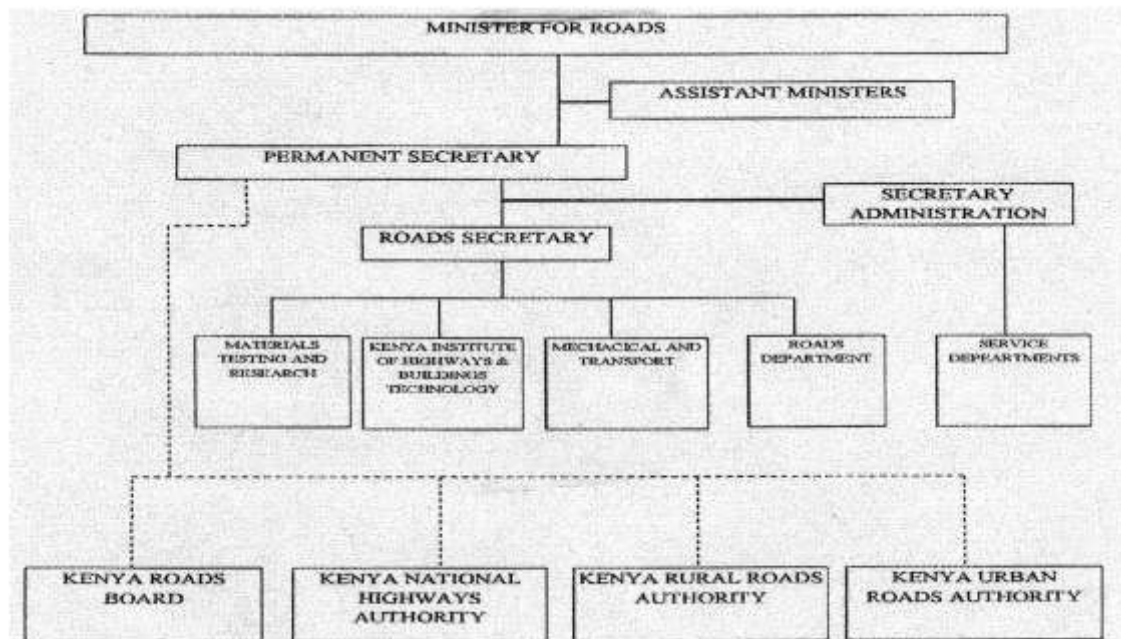 MINISTER FOR ROADS
ASSISTANT MINISTERS
PERMANENT SECRETARY
SECRETARY
ADMINISTRATION
ROADS SECRETARY
MATERIALS
TESTING AND
RESEARCH
KENYA INSTITUTE
OF HIGHWAYS &
BUILDINGS
TECHNOLOGY
MECHACICAL AND
TRANSPORT
ROADS
DEPARTMENT
SERVICE
DEPEARTMENTS
KENYA ROADS
BOARD
KENYA NATIONAL
HIGHWAYS
AUTHORITY
KENYA RURAL ROADS
AUTHORITY
KENYA URBAN
ROADS AUTHORITY